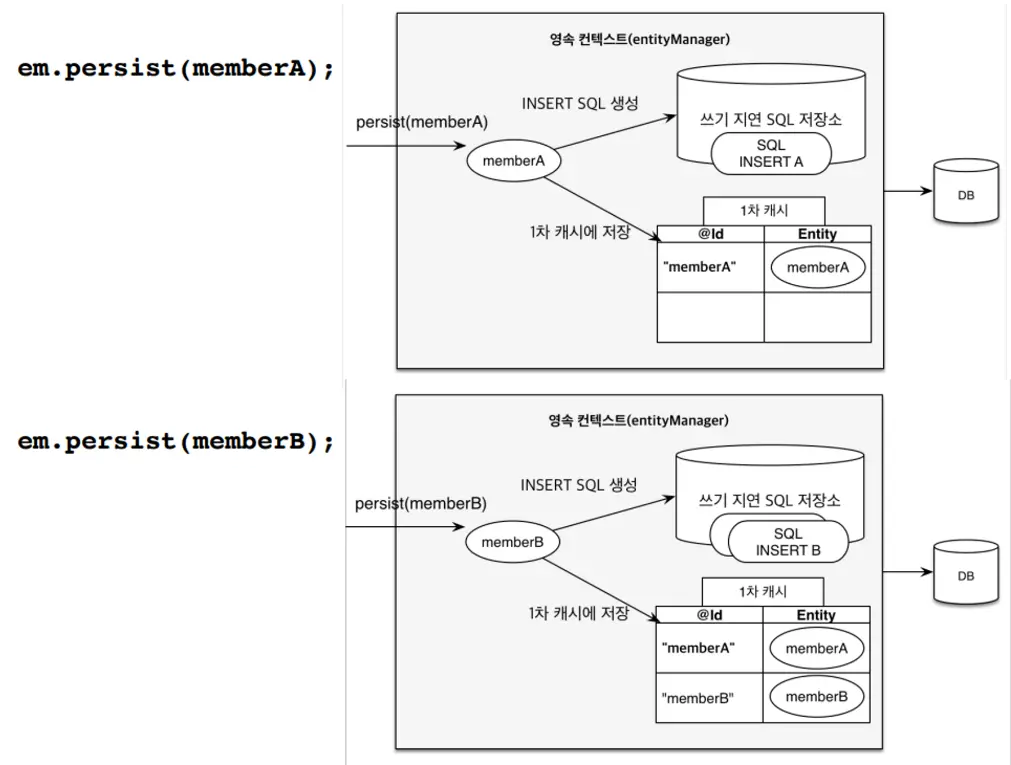 영속 컨텍스트(entityManager)
em.persist(memberA);
INSERT SQL 생성
persist(memberA)
쓰기 지연 SQL 저장소
SQL
INSERT A
memberA
DB
1차 캐시
1차 캐시에 저장
@Id
Entity
"memberA"
memberA
영속 컨텍스트(entityManager)
em.persist(memberB);
INSERT SQL 생성
persist(memberB)
쓰기 지연 SQL 저장소
SQL
INSERT B
memberB
DB
1차 캐시
1차 캐시에 저장
@Id
Entity
"memberA"
memberA
"memberB"
memberB